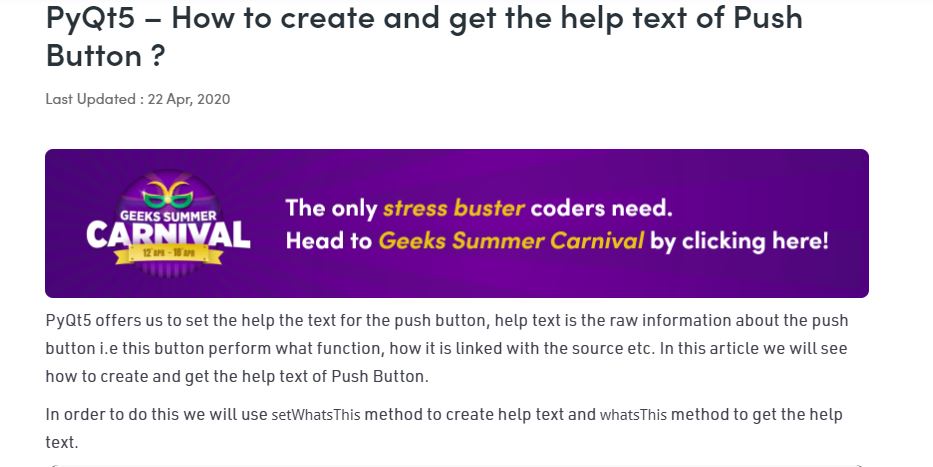 PyQt5 – How to create and get the help text of Push
Button ?
Last Updated : 22 Apr, 2020
GEEKS SUMMER
CARNIVAL
12 APR - 18 APR
The only stress buster coders need.
Head to Geeks Summer Carnival by clicking here!
PyQt5 offers us to set the help the text for the push button, help text is the raw information about the push
button i.e this button perform what function, how it is linked with the source etc. In this article we will see
how to create and get the help text of Push Button.
In order to do this we will use setWhatsThis method to create help text and whatsThis method to get the help
text.